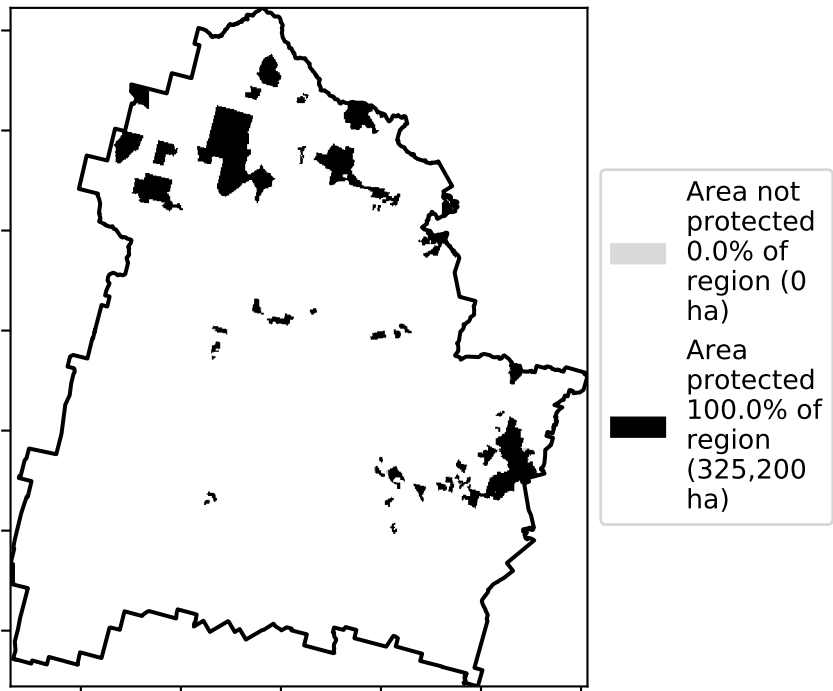 Area not
protected
0.0% of
region (0
ha)
Area
protected
100.0% of
region
(325,200
ha)